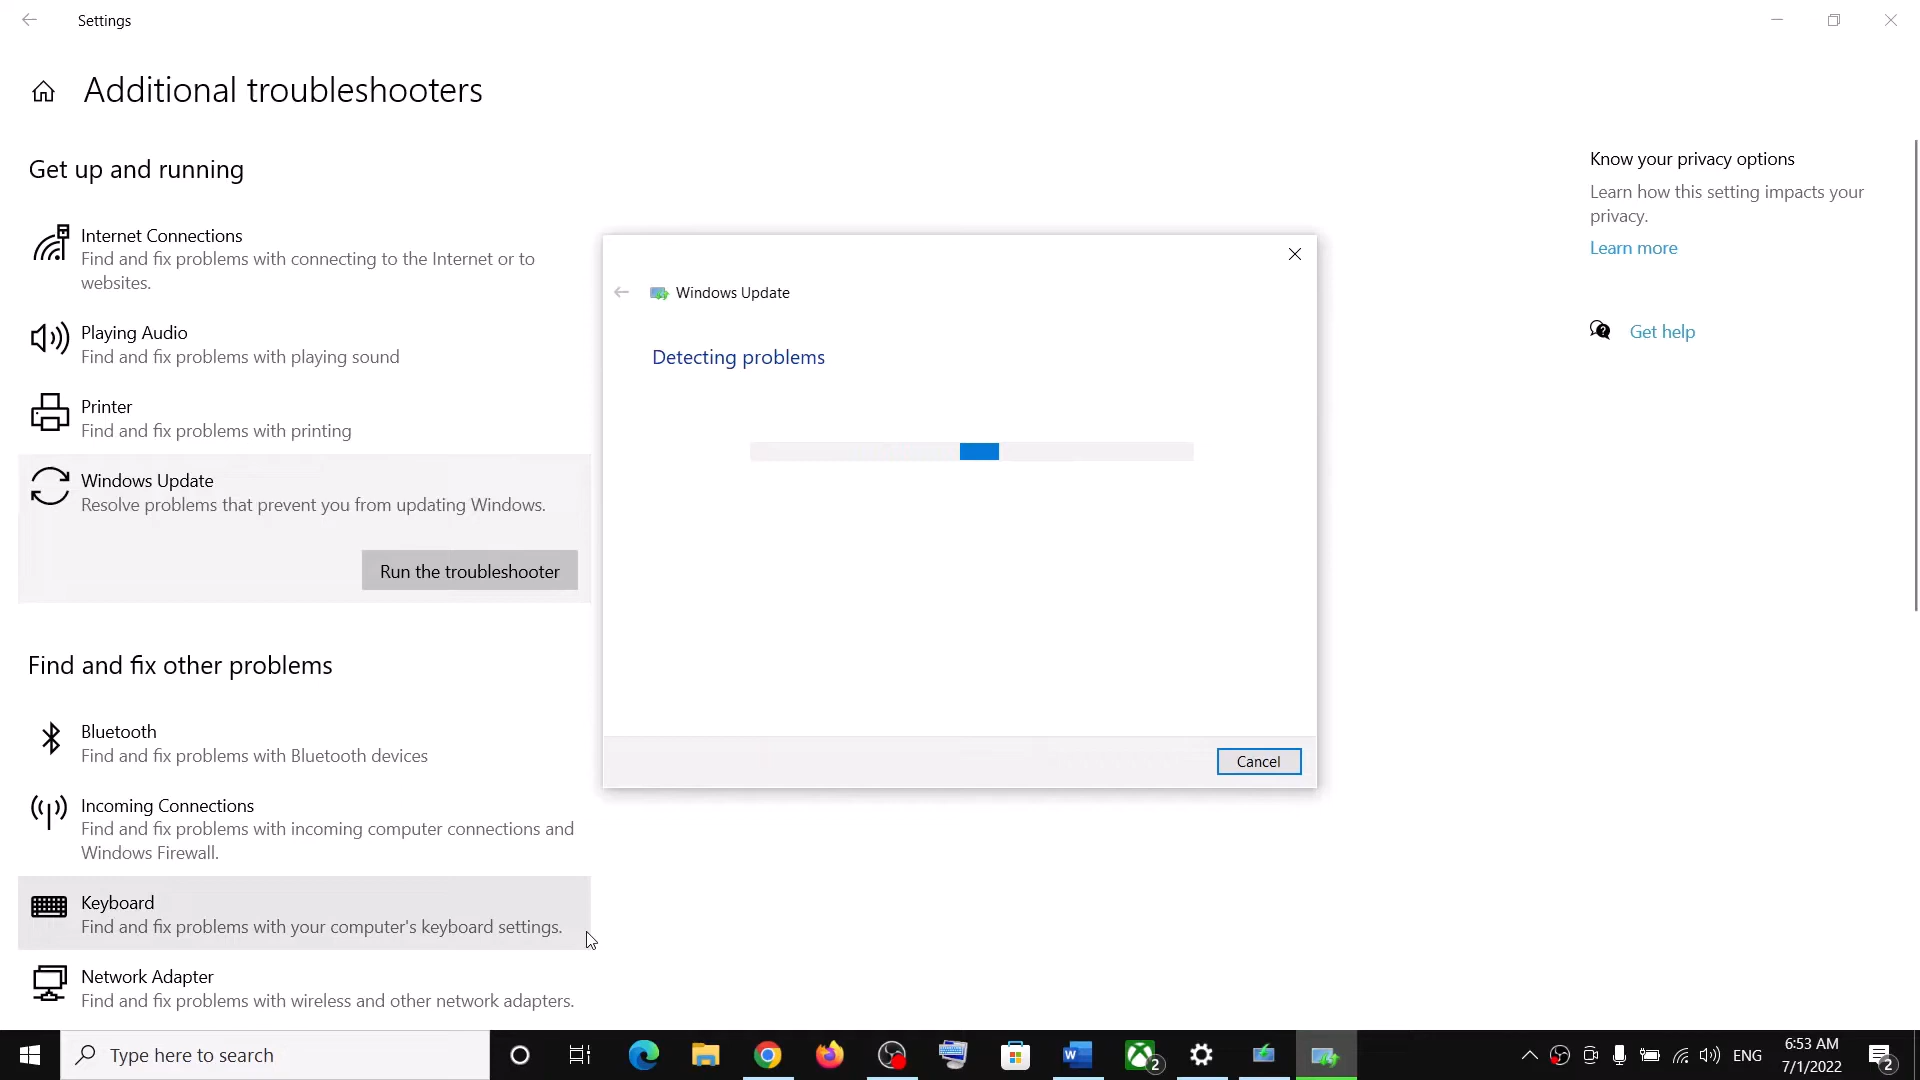 Settings
Additional troubleshooters
Get up and running
Internet Connections
Find and fix problems with connecting to the Internet or to
websites.
Playing Audio
Find and fix problems with playing sound
Printer
Find and fix problems with printing
Windows Update
Resolve problems that prevent you from updating Windows.
Run the troubleshooter
Find and fix other problems
Bluetooth
Find and fix problems with Bluetooth devices
Incoming Connections
Find and fix problems with incoming computer connections and
Windows Firewall.
Keyboard
Find and fix problems with your computer's keyboard settings.
Network Adapter
Find and fix problems with wireless and other network adapters.
Windows Update
Detecting problems
Cancel
Know your privacy options
Learn how this setting impacts your
privacy.
Learn more
Get help
Type here to search
W
2
ENG
6:53 AM
7/1/2022
2